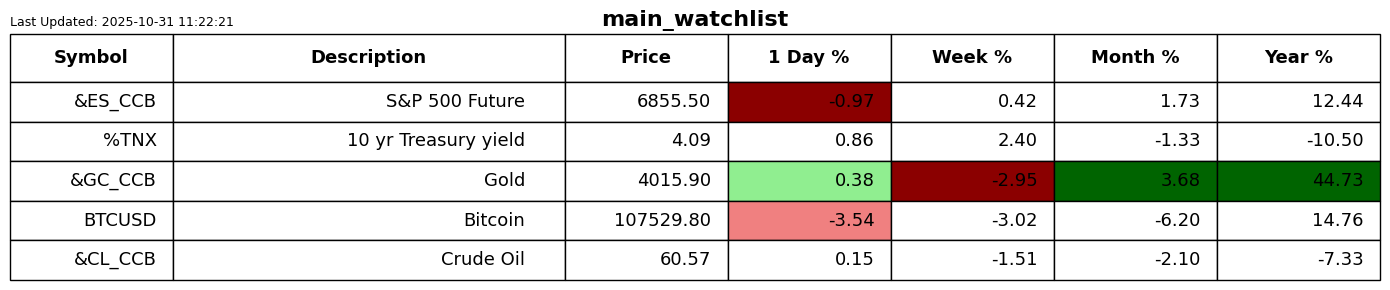 main_watchlist
Last Updated: 2025-10-31 11:22:21
Symbol Description Price 1 Day % Week % Month % Year %
&ES_CCB S&P 500 Future 6855.50 -0.97 0.42 1.73 12.44
%TNX 10 yr Treasury yield 4.09 0.86 2.40 -1.33 -10.50
&GC_CCB Gold 4015.90 0.38 -2.95 3.68 44.73
BTCUSD Bitcoin 107529.80 -3.54 -3.02 -6.20 14.76
&CL_CCB Crude Oil 60.57 0.15 -1.51 -2.10 -7.33